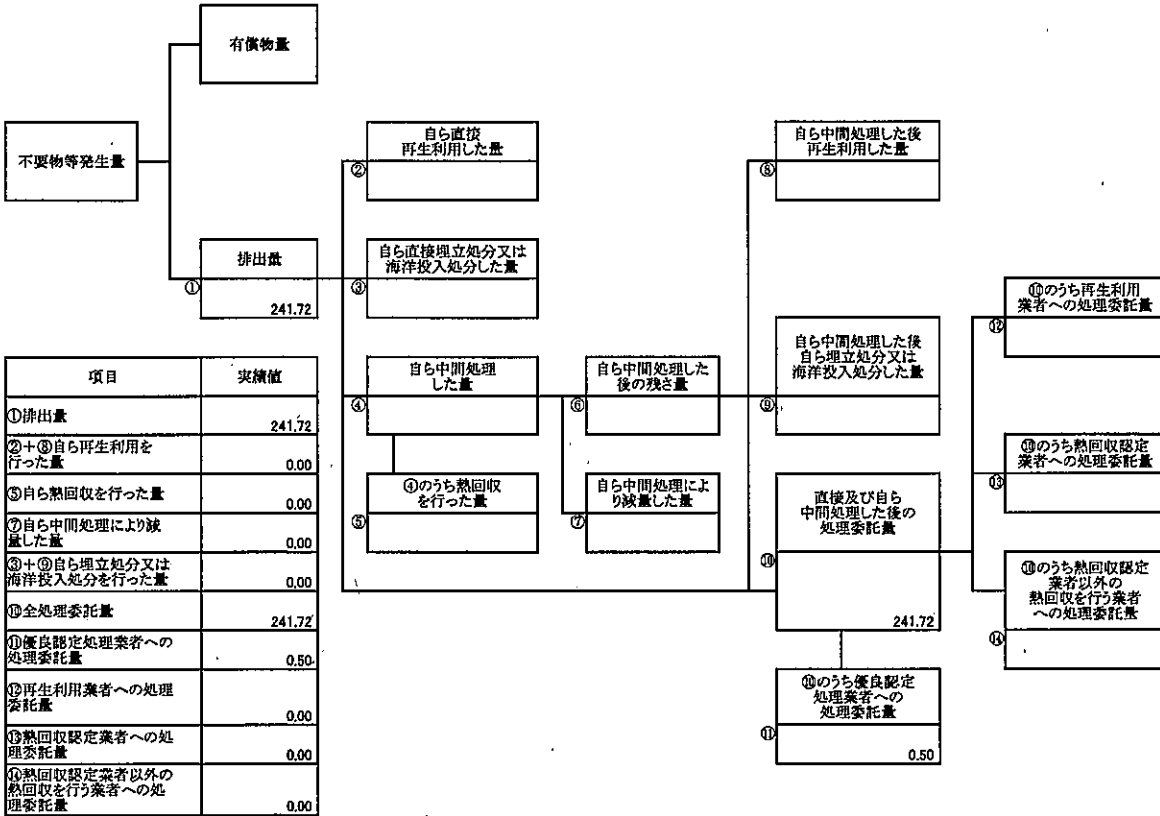 有償物量
不要物等発生量
自ら直接
再生利用した量
②
自ら中間処理した後
再生利用した量
⑧
排出量
①
241.72
自ら直接埋立処分又は
海洋投入処分した量
③
⑩のうち再生利用
業者への処理委託量
⑫
自ら中間処理
した量
④
自ら中間処理した
後の残さ量
⑥
自ら中間処理した後
自ら埋立処分又は
海洋投入処分した量
⑨
⑩のうち熱回収認定
業者への処理委託量
⑬
④のうち熱回収
を行った量
⑤
自ら中間処理によ
り減量した量
⑦
直接及び自ら
中間処理した後の
処理委託量
⑩
241.72
⑩のうち熱回収認定
業者以外の
熱回収を行う業者
への処理委託量
⑭
⑩のうち優良認定
処理業者への
処理委託量
⑪
0.50
項目 実績値
①排出量 241.72
②+⑧自ら再生利用を
行った量 0.00
⑤自ら熱回収を行った量 0.00
⑦自ら中間処理により減
量した量 0.00
③+⑨自ら埋立処分又は
海洋投入処分を行った量 0.00
⑩全処理委託量 241.72
⑪優良認定処理業者への
処理委託量 0.50
⑫再生利用業者への処理
委託量 0.00
⑬熱回収認定業者への処
理委託量 0.00
⑭熱回収認定業者以外の
熱回収を行う業者への処
理委託量 0.00